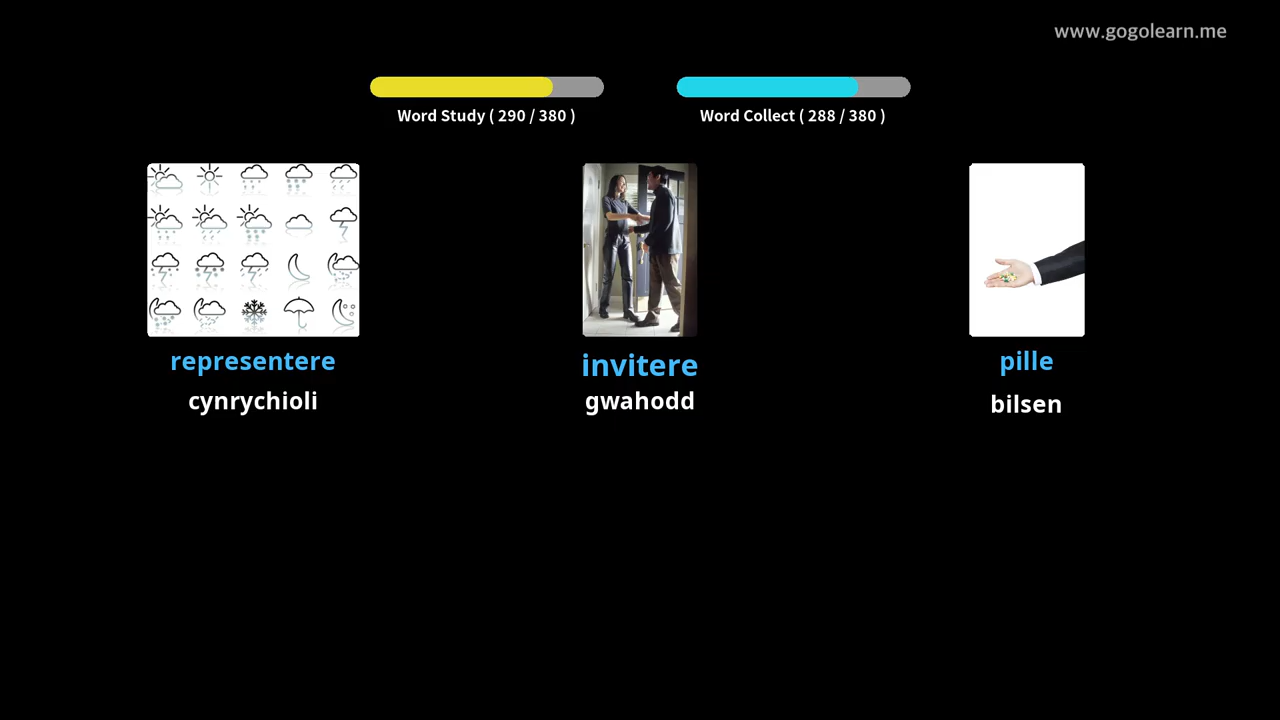 www.gogolearn.me
Word Study ( 290 / 380 )
Word Collect ( 288 / 380 )
representere
cynrychioli
invitere
gwahodd
pille
bilsen